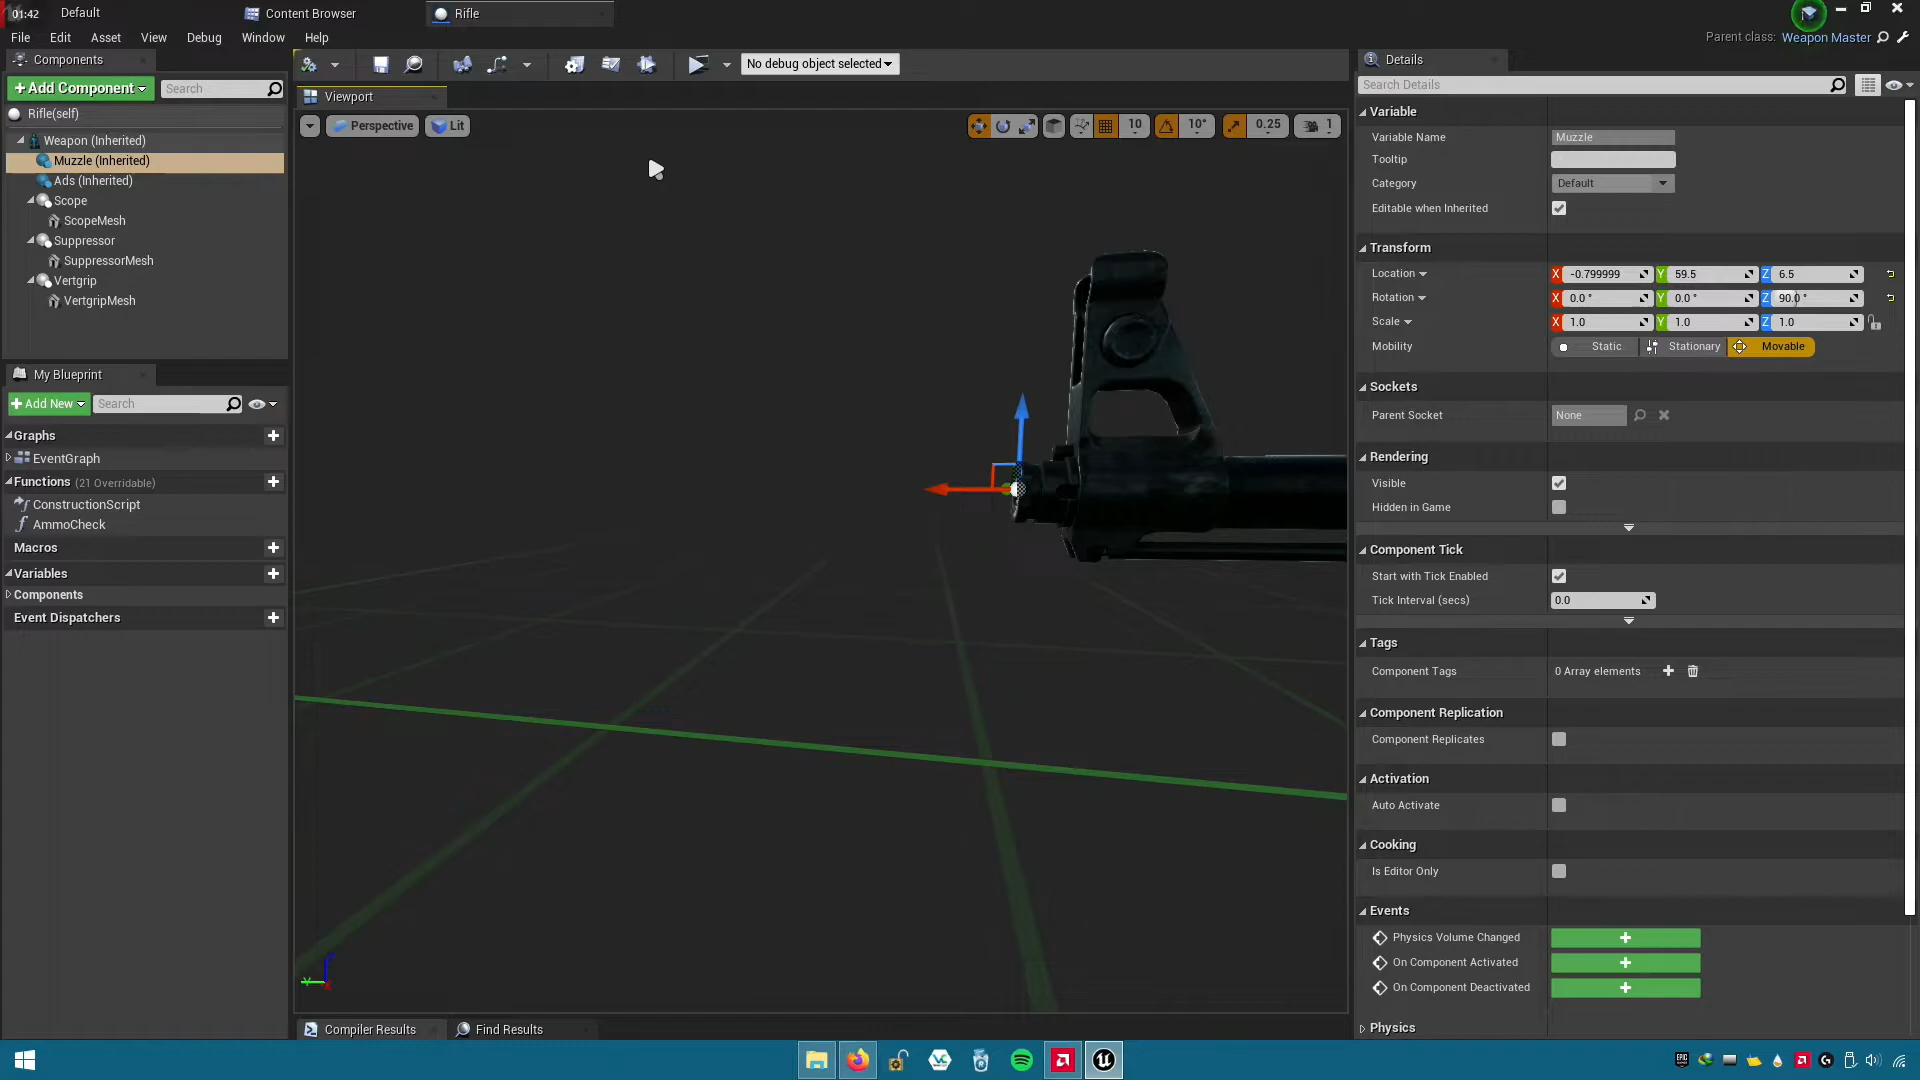 01:42
Default
Content Browser
Rifle
File Edit Asset View Debug Window Help
Parent class: Weapon Master
Components
+Add Component
Search
No debug object selected
Details
Search Details
Rifle(self)
Weapon (Inherited)
Muzzle (Inherited)
Ads (Inherited)
Scope
ScopeMesh
Suppressor
SuppressorMesh
Vertgrip
VertgripMesh
My Blueprint
+Add New
Search
Graphs
EventGraph
Functions (21 Overridable)
ConstructionScript
AmmoCheck
Macros
Variables
Components
Event Dispatchers
Viewport
Perspective
Lit
10
10°
0.25
1
Variable
Variable Name Muzzle
Tooltip
Category Default
Editable when Inherited
Transform
Location X -0.799999 Y 59.5 Z 6.5
Rotation X 0.0 ° Y 0.0 ° Z 90.0 °
Scale X 1.0 Y 1.0 Z 1.0
Mobility Static Stationary Movable
Sockets
Parent Socket None
Rendering
Visible
Hidden in Game
Component Tick
Start with Tick Enabled
Tick Interval (secs) 0.0
Tags
Component Tags 0 Array elements
Component Replication
Component Replicates
Activation
Auto Activate
Cooking
Is Editor Only
Events
Physics Volume Changed
On Component Activated
On Component Deactivated
Physics
Compiler Results
Find Results